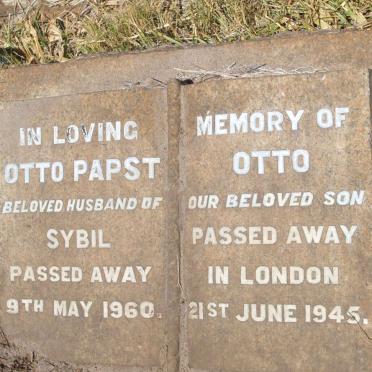 IN LOVING
OTTO PAPST
BELOVED HUSBAND OF
SYBIL
PASSED AWAY
9TH MAY 1960.
MEMORY OF
OTTO
OUR BELOVED SON
PASSED AWAY
IN LONDON
21ST JUNE 1945.